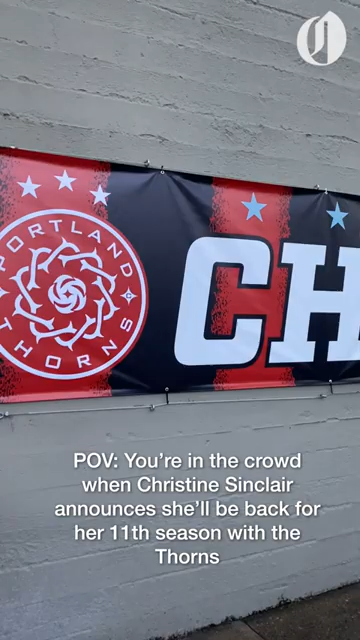 PORTLAND
THORNS
CH
POV: You're in the crowd
when Christine Sinclair
announces she'll be back for
her 11th season with the
Thorns